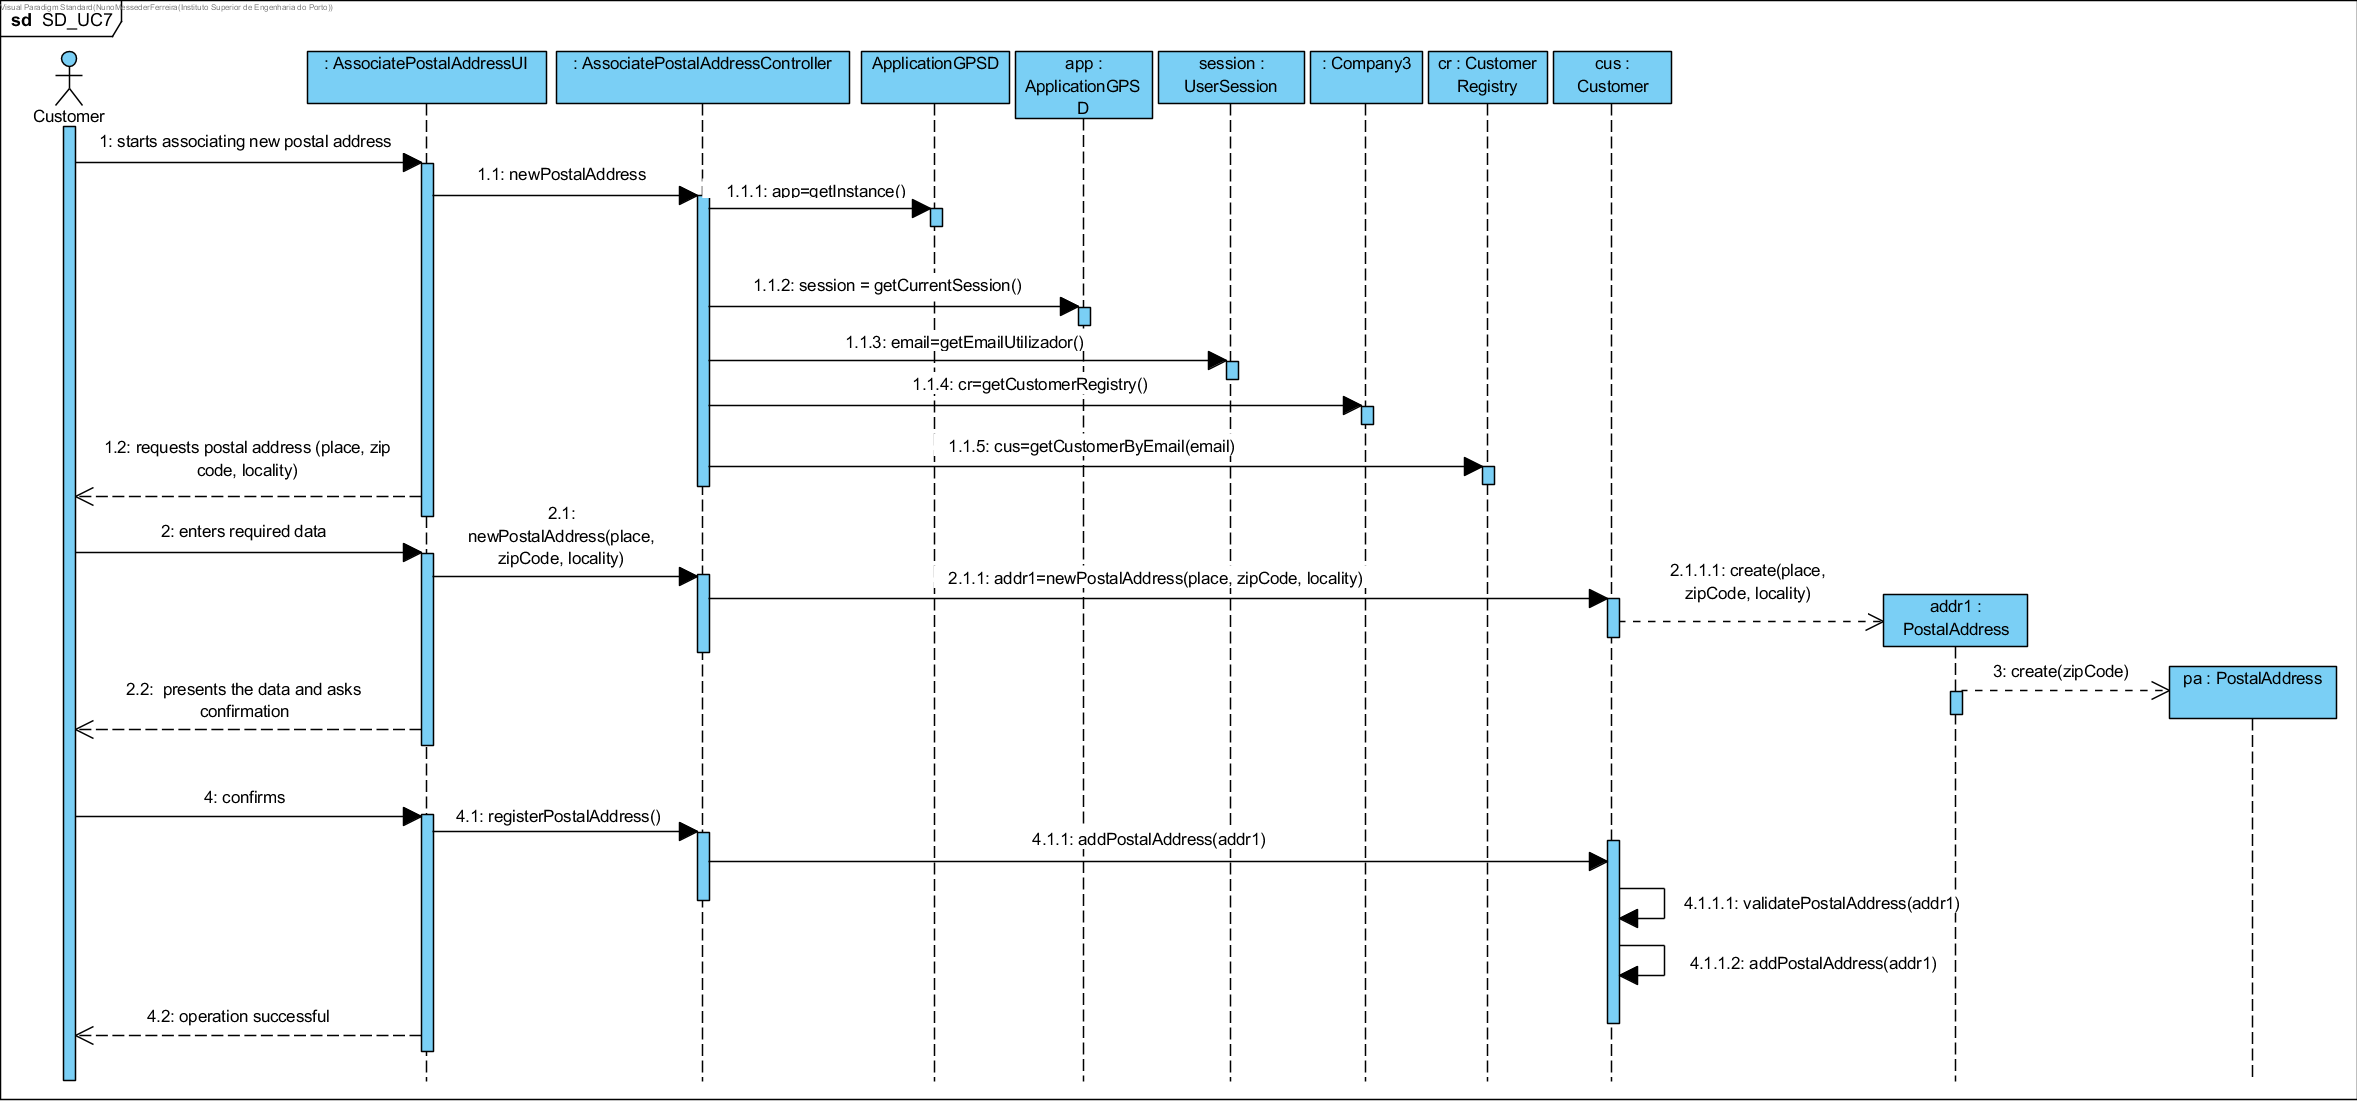 Visual Paradigm Standard(NunoMessederFerreira(Instituto Superior de Engenharia do Porto))
sd SD_UC7
Customer
: AssociatePostalAddressUI
: AssociatePostalAddressController
ApplicationGPSD
app :
ApplicationGPS
D
session :
UserSession
: Company3
cr : Customer
Registry
cus :
Customer
1: starts associating new postal address
1.1: newPostalAddress
1.1.1: app=getInstance()
1.1.2: session = getCurrentSession()
1.1.3: email=getEmailUtilizador()
1.1.4: cr=getCustomerRegistry()
1.1.5: cus=getCustomerByEmail(email)
1.2: requests postal address (place, zip
code, locality)
2: enters required data
2.1:
newPostalAddress(place,
zipCode, locality)
2.1.1: addr1=newPostalAddress(place, zipCode, locality)
2.1.1.1: create(place,
zipCode, locality)
addr1 :
PostalAddress
3: create(zipCode)
pa : PostalAddress
2.2:  presents the data and asks
confirmation
4: confirms
4.1: registerPostalAddress()
4.1.1: addPostalAddress(addr1)
4.1.1.1: validatePostalAddress(addr1)
4.1.1.2: addPostalAddress(addr1)
4.2: operation successful